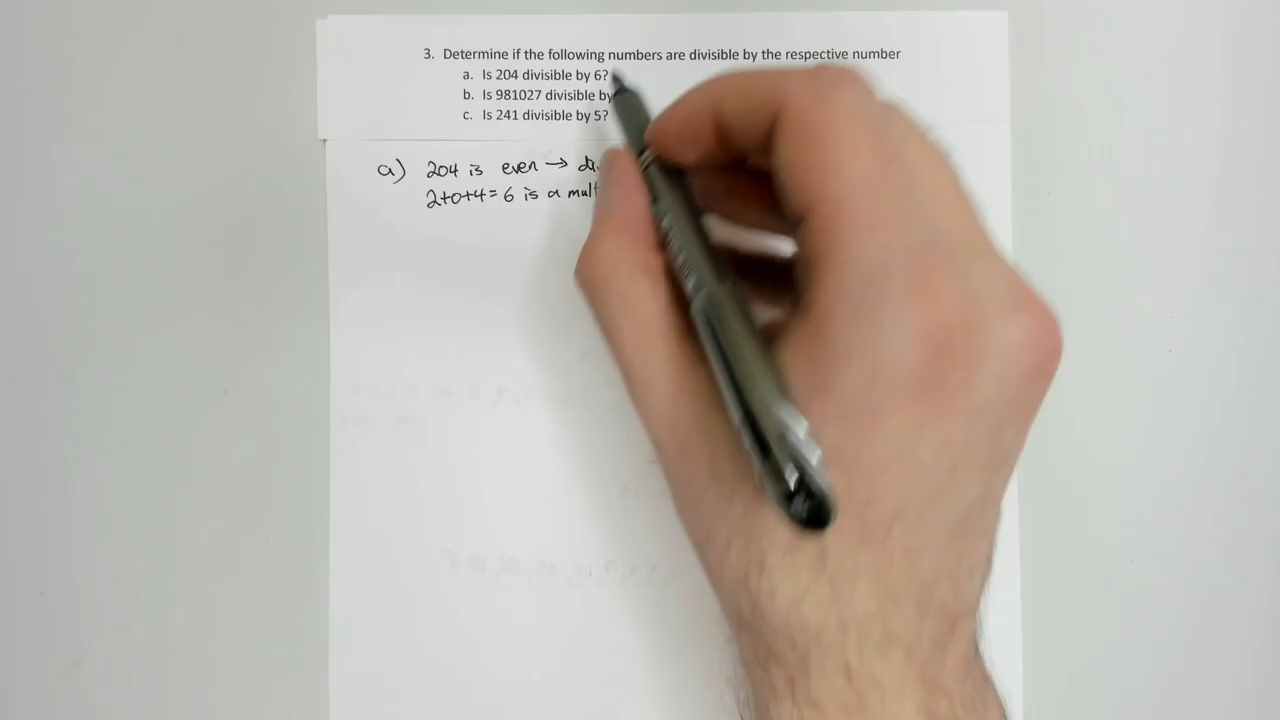 3. Determine if the following numbers are divisible by the respective number
a. Is 204 divisible by 6?
b. Is 981027 divisible by
c. Is 241 divisible by 5?
a) 204 is even →
2+0+4=6 is a